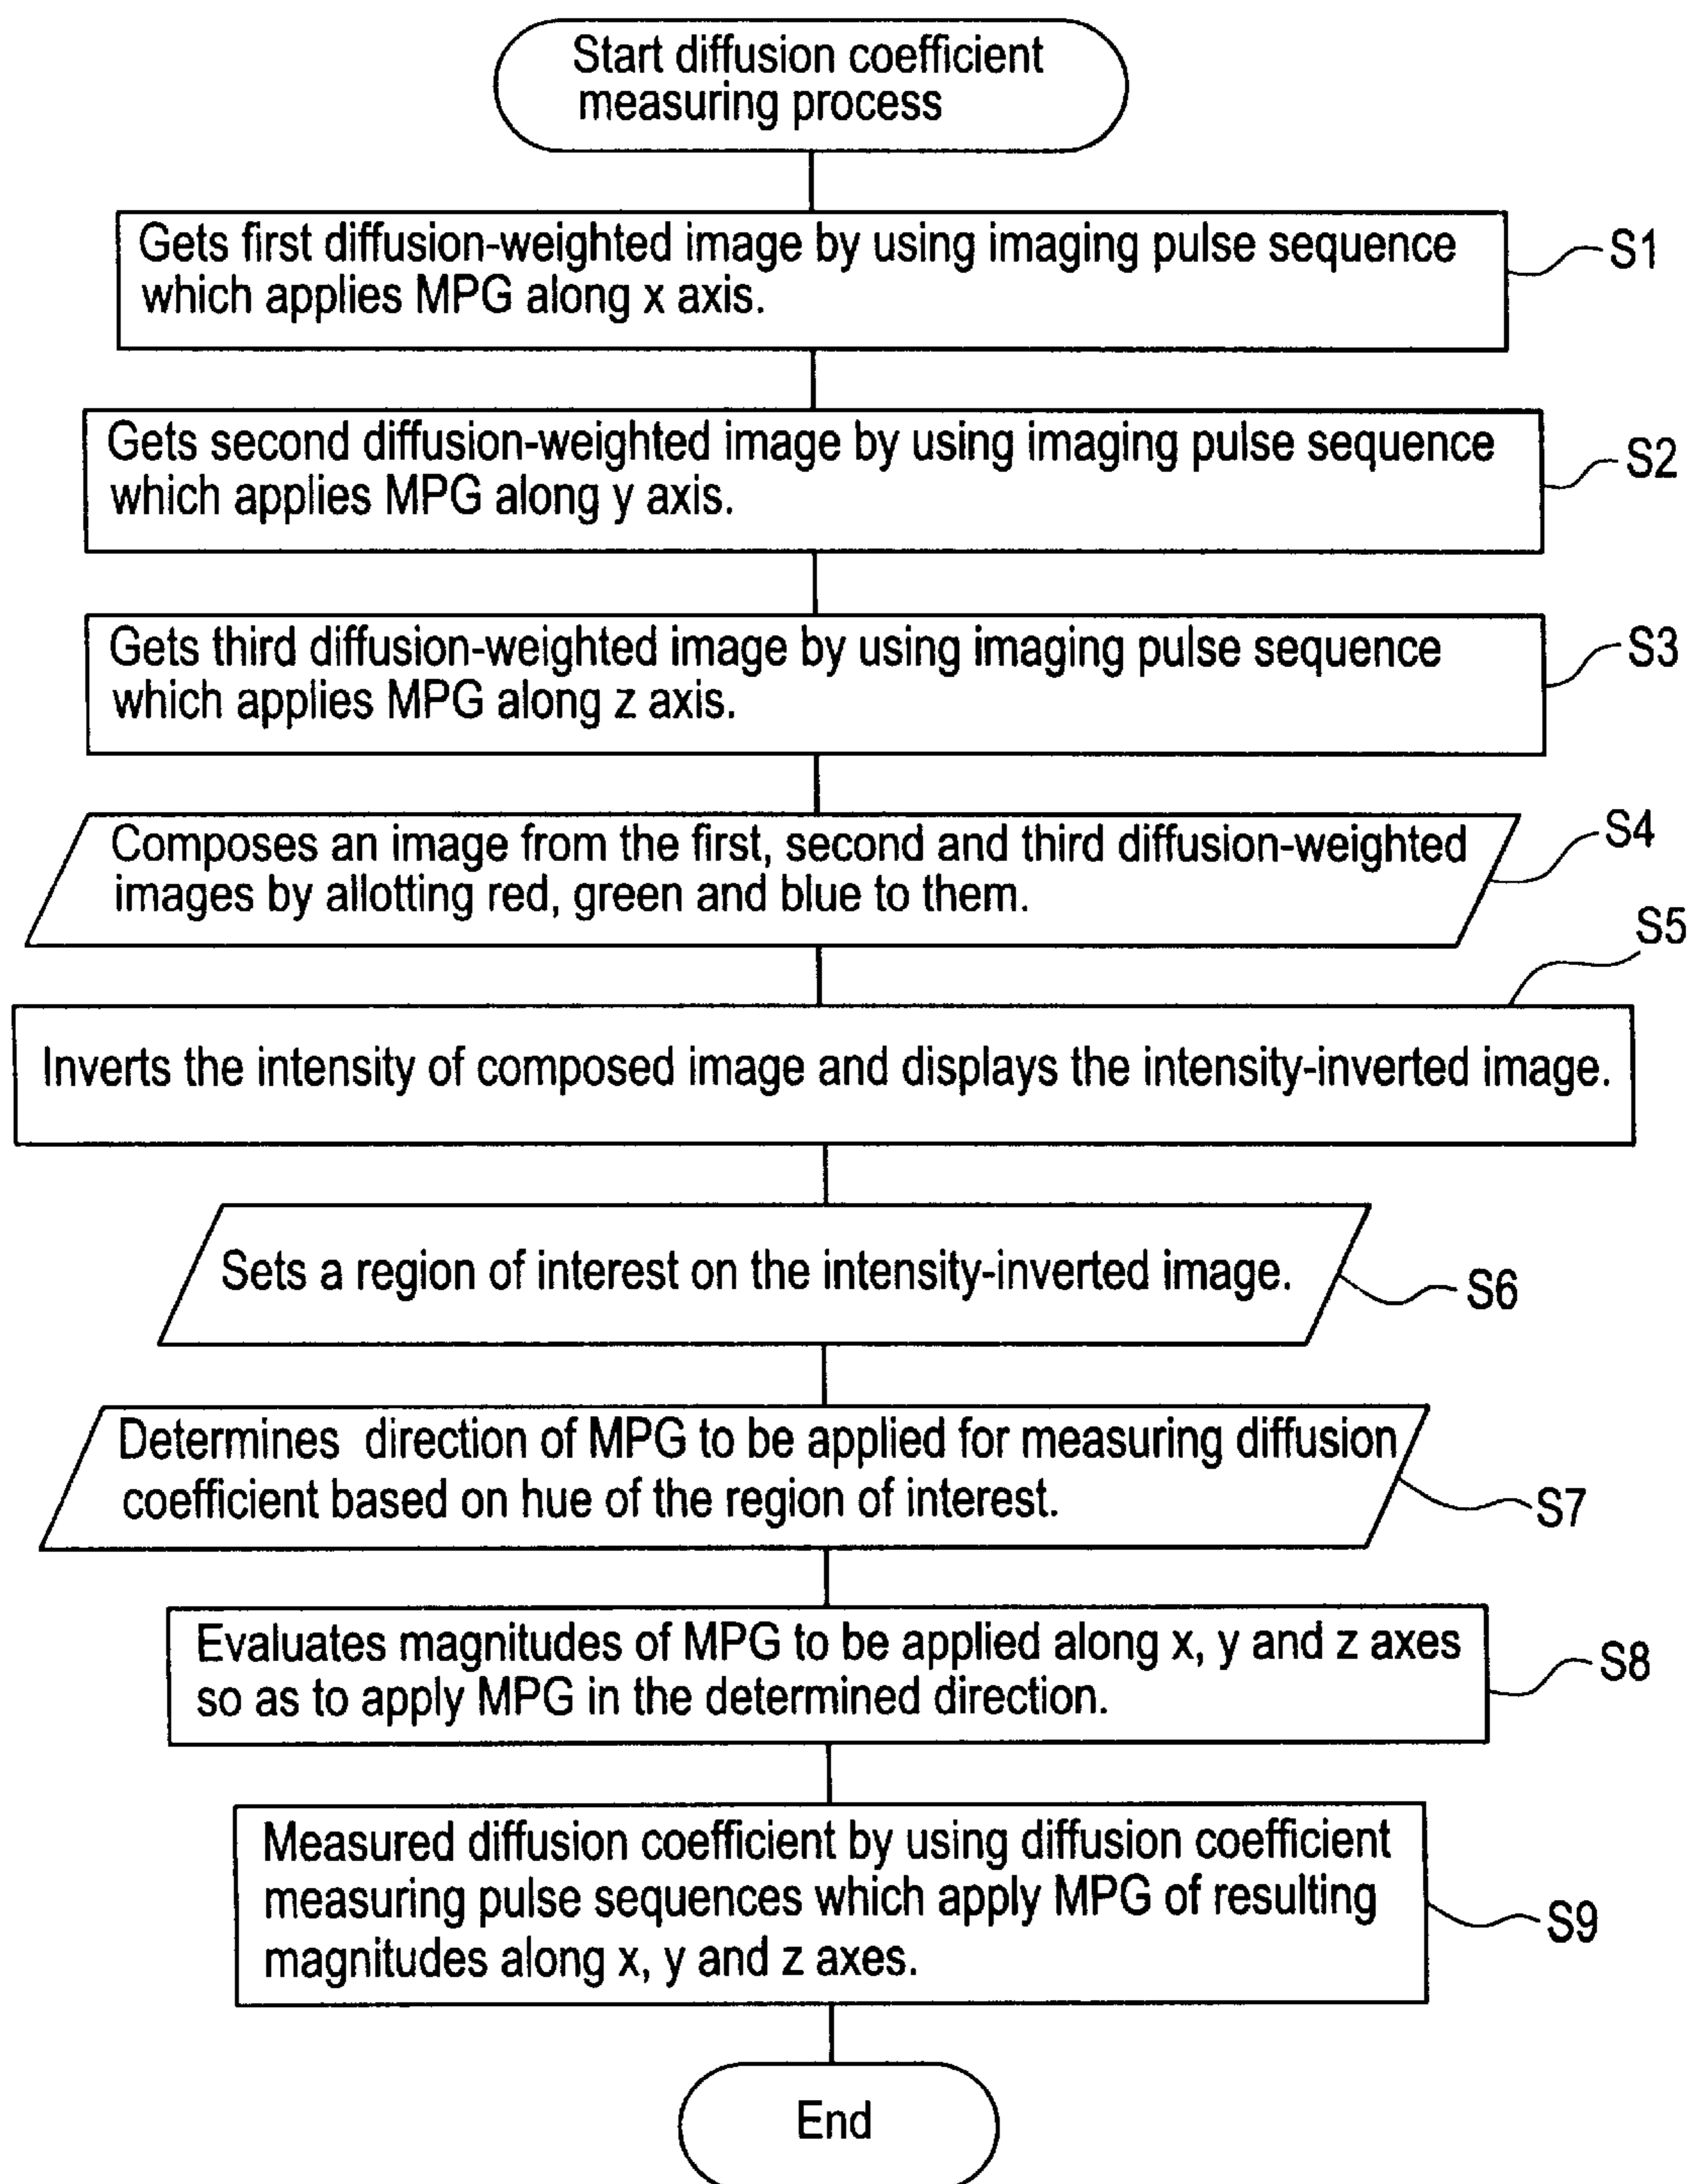 Start diffusion coefficient
measuring process
Gets first diffusion-weighted image by using imaging pulse sequence
which applies MPG along x axis.
S1
Gets second diffusion-weighted image by using imaging pulse sequence
which applies MPG along y axis.
S2
Gets third diffusion-weighted image by using imaging pulse sequence
which applies MPG along z axis.
S3
Composes an image from the first, second and third diffusion-weighted
images by allotting red, green and blue to them.
S4
S5
Inverts the intensity of composed image and displays the intensity-inverted image.
Sets a region of interest on the intensity-inverted image.
S6
Determines direction of MPG to be applied for measuring diffusion
coefficient based on hue of the region of interest.
S7
Evaluates magnitudes of MPG to be applied along x, y and z axes
so as to apply MPG in the determined direction.
S8
Measured diffusion coefficient by using diffusion coefficient
measuring pulse sequences which apply MPG of resulting
magnitudes along x, y and z axes.
S9
End